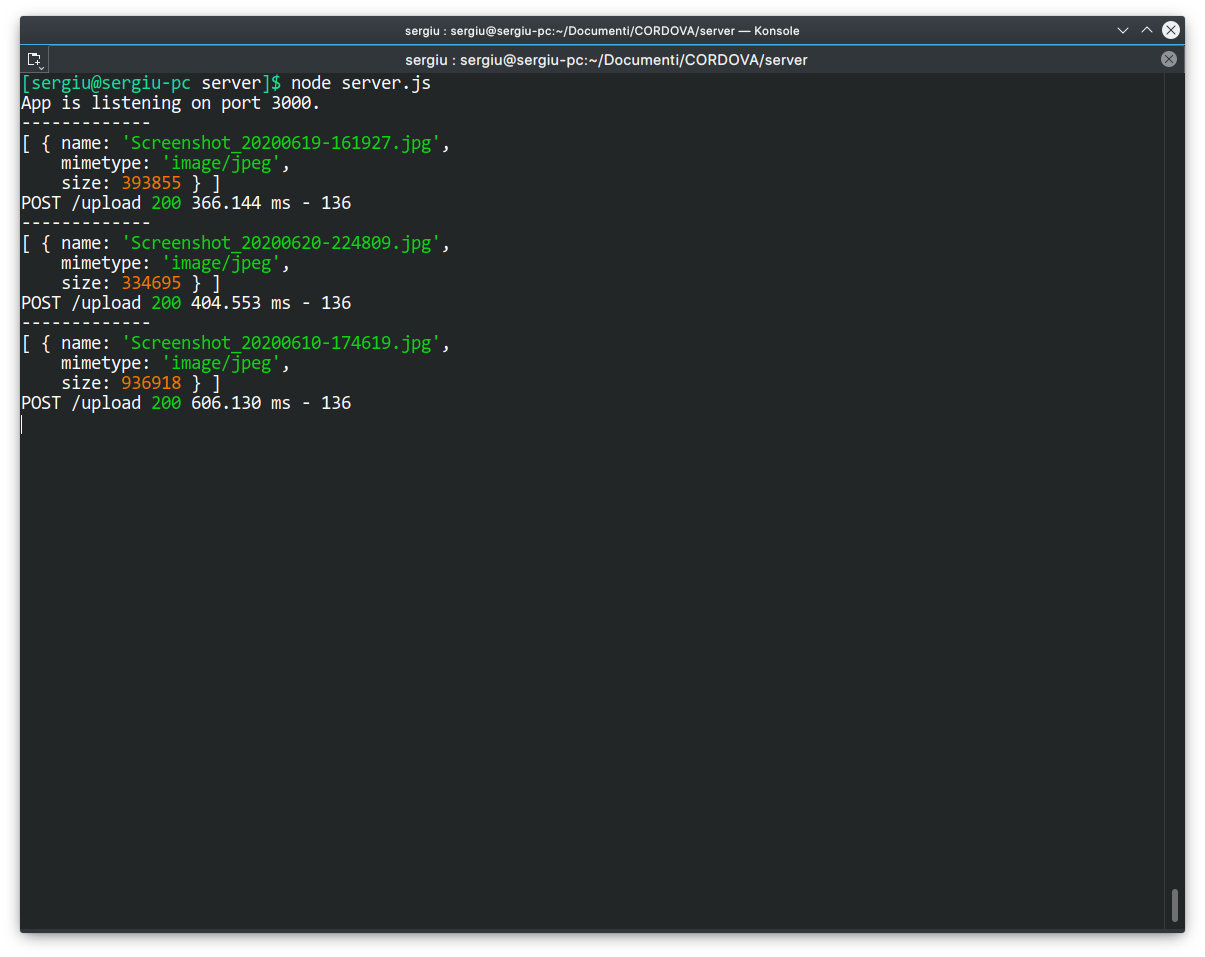 sergiu : sergiu@sergiu-pc:~/Documenti/CORDOVA/server — Konsole
sergiu : sergiu@sergiu-pc:~/Documenti/CORDOVA/server
[sergiu@sergiu-pc server]$ node server.js
App is listening on port 3000.
-------------
[ { name: 'Screenshot_20200619-161927.jpg',
    mimetype: 'image/jpeg',
    size: 393855 } ]
POST /upload 200 366.144 ms - 136
-------------
[ { name: 'Screenshot_20200620-224809.jpg',
    mimetype: 'image/jpeg',
    size: 334695 } ]
POST /upload 200 404.553 ms - 136
-------------
[ { name: 'Screenshot_20200610-174619.jpg',
    mimetype: 'image/jpeg',
    size: 936918 } ]
POST /upload 200 606.130 ms - 136